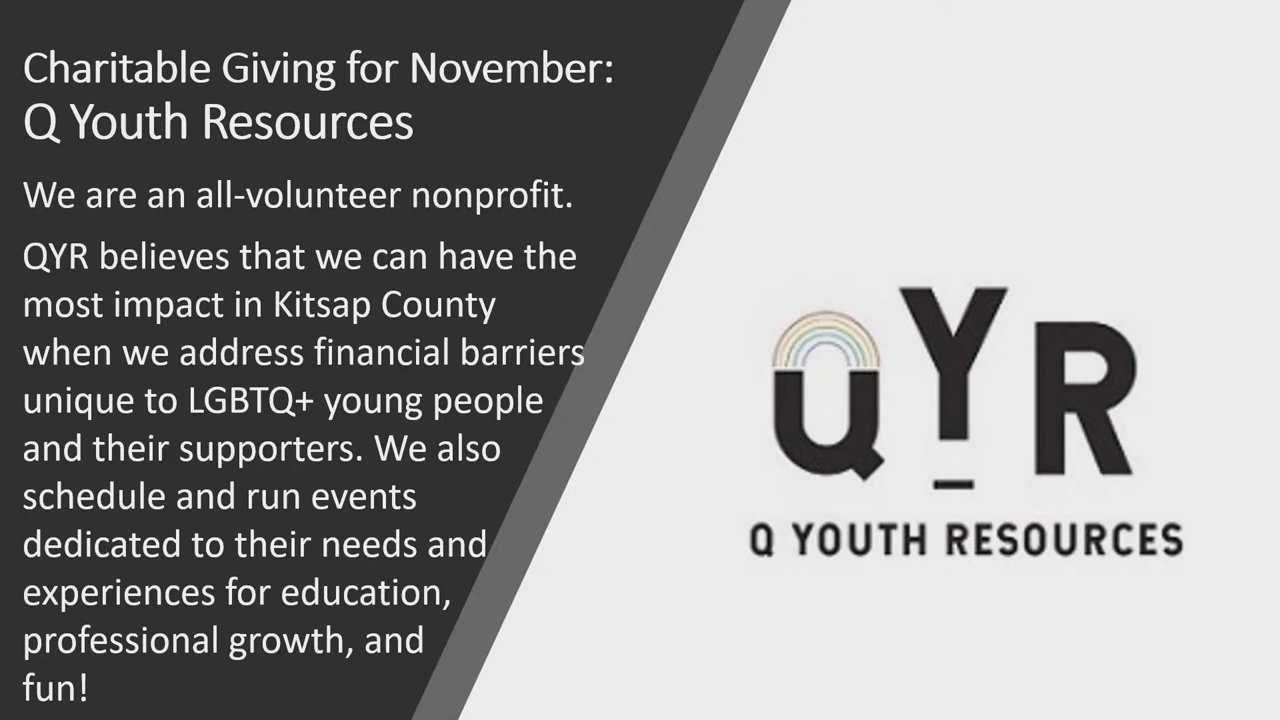 Charitable Giving for November:
Q Youth Resources
We are an all-volunteer nonprofit.
QYR believes that we can have the
most impact in Kitsap County
when we address financial barriers
unique to LGBTQ+ young people
and their supporters. We also
schedule and run events
dedicated to their needs and
experiences for education,
professional growth, and
fun!
QYR
Q YOUTH RESOURCES